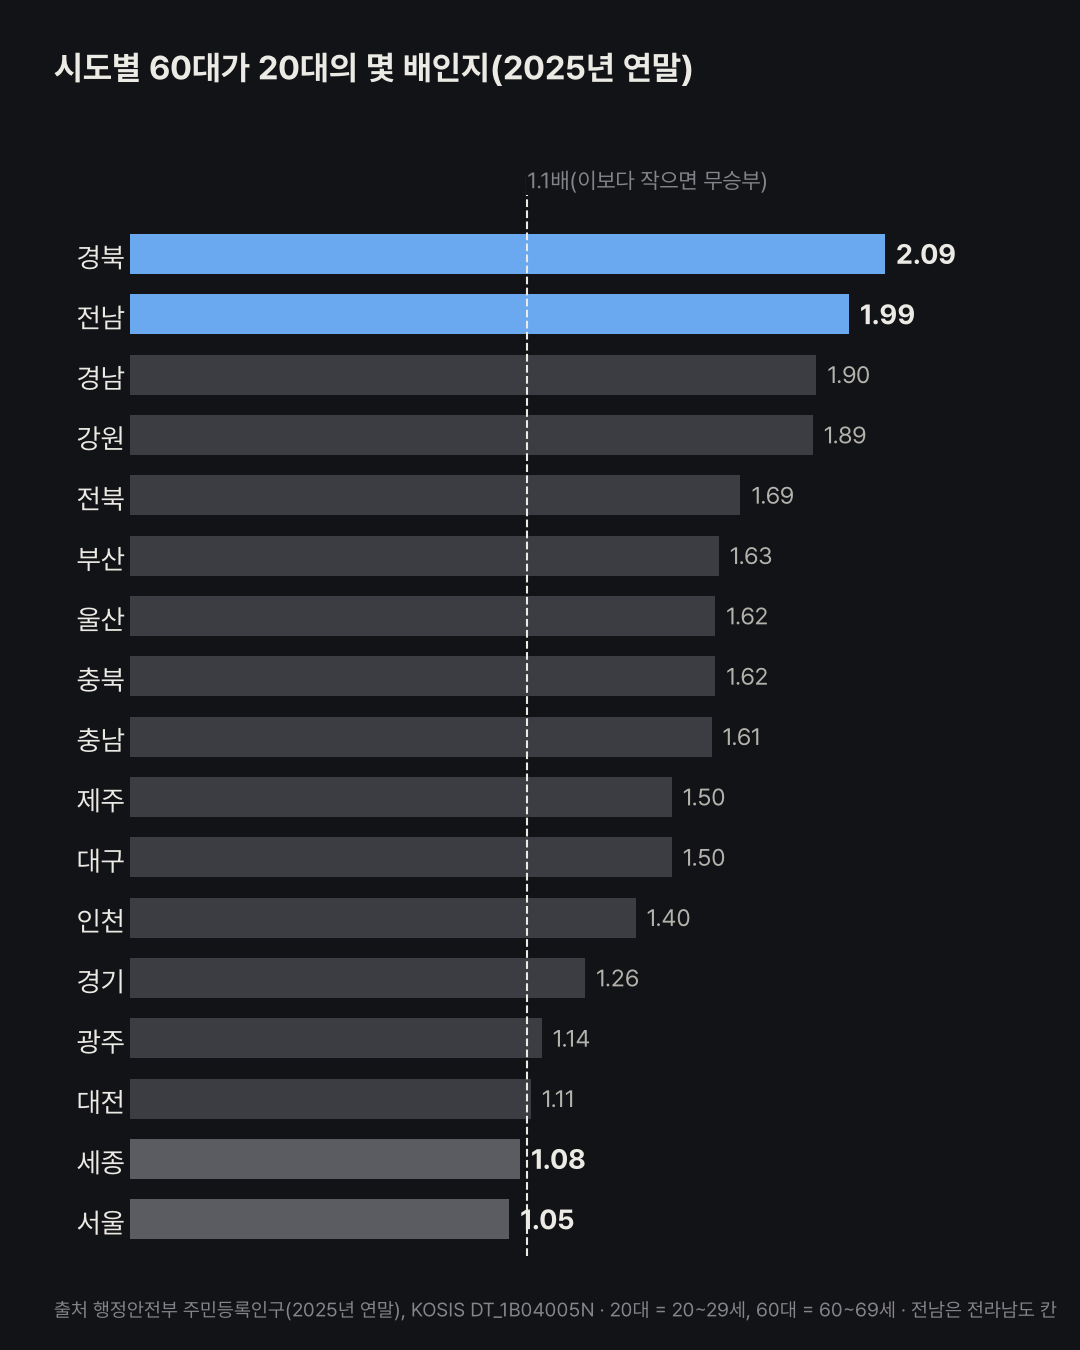 시도별 60대가 20대의 몇 배인지(2025년 연말)
1.1배(이보다 작으면 무승부)
경북 2.09
전남 1.99
경남 1.90
강원 1.89
전북 1.69
부산 1.63
울산 1.62
충북 1.62
충남 1.61
제주 1.50
대구 1.50
인천 1.40
경기 1.26
광주 1.14
대전 1.11
세종 1.08
서울 1.05
출처 행정안전부 주민등록인구(2025년 연말), KOSIS DT_1B04005N · 20대 = 20~29세, 60대 = 60~69세 · 전남은 전라남도 칸